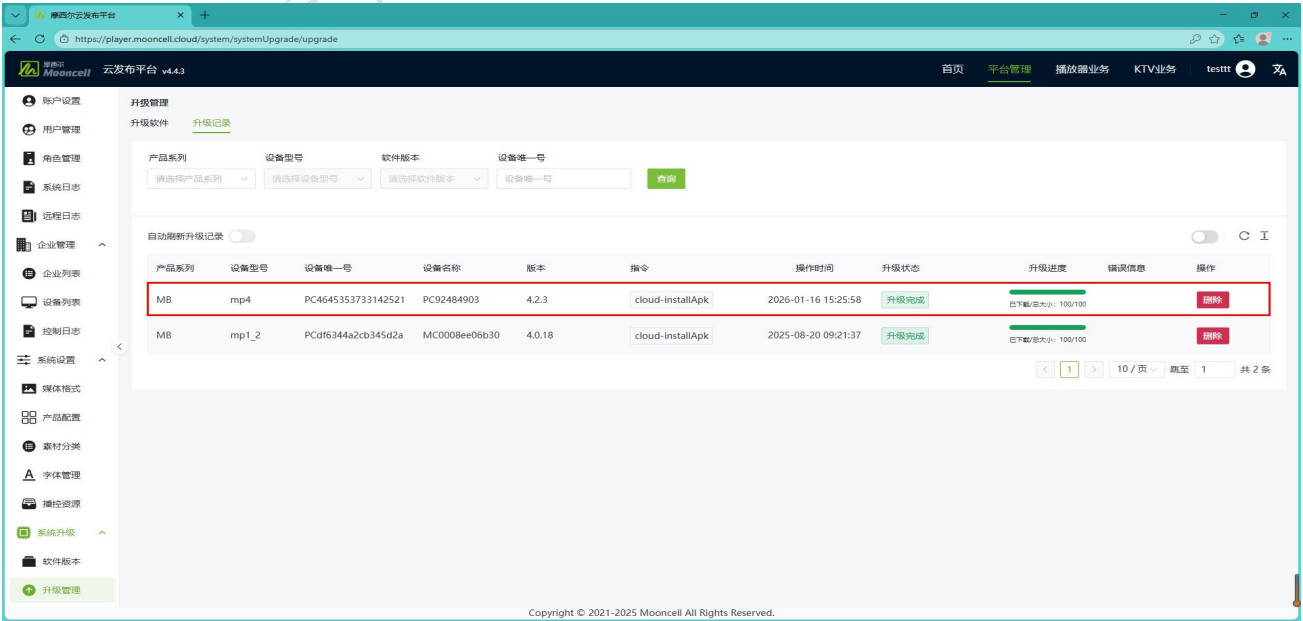 摩西尔云发布平台
https://player.mooncell.cloud/system/systemUpgrade/upgrade
摩西尔 Mooncell 云发布平台 v4.4.3 首页 平台管理 播放器业务 KTV业务 testtt
账户设置
用户管理
角色管理
系统日志
远程日志
企业管理
企业列表
设备列表
控制日志
系统设置
媒体格式
产品配置
素材分类
字体管理
播控资源
系统升级
软件版本
升级管理
升级管理
升级软件 升级记录
产品系列 设备型号 软件版本 设备唯一号
请选择产品系列 请选择设备型号 请选择软件版本 设备唯一号 查询
自动刷新升级记录
产品系列 设备型号 设备唯一号 设备名称 版本 指令 操作时间 升级状态 升级进度 错误信息 操作
MB mp4 PC4645353733142521 PC92484903 4.2.3 cloud-installApk 2026-01-16 15:25:58 升级完成 已下载/总大小: 100/100 删除
MB mp1_2 PCdf6344a2cb345d2a MC0008ee06b30 4.0.18 cloud-installApk 2025-08-20 09:21:37 升级完成 已下载/总大小: 100/100 删除
1 10 / 页 跳至 1 共 2 条
Copyright © 2021-2025 Mooncell All Rights Reserved.